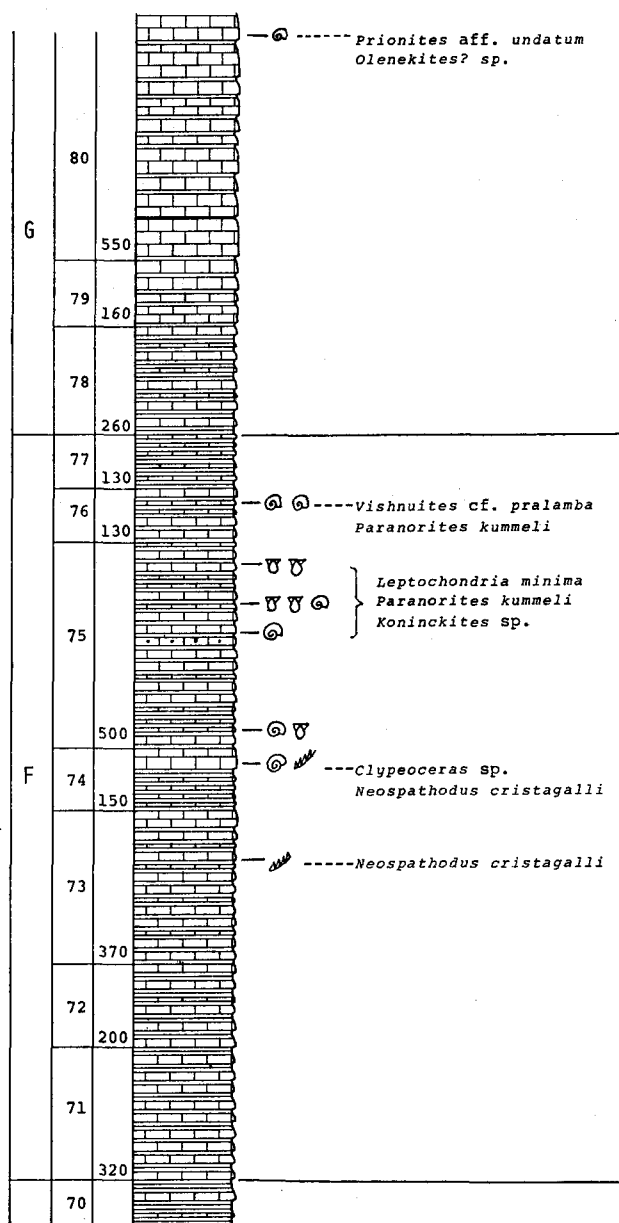 Prionites aff. undatum
Olenekites? sp.
80
G
550
79
160
78
260
77
130
76
Vishnuites cf. pralamba
Paranorites kummeli
130
Leptochondria minima
Paranorites kummeli
Koninckites sp.
75
500
F
74
Clypeoceras sp.
Neospathodus cristagalli
150
Neospathodus cristagalli
73
370
72
200
71
320
70